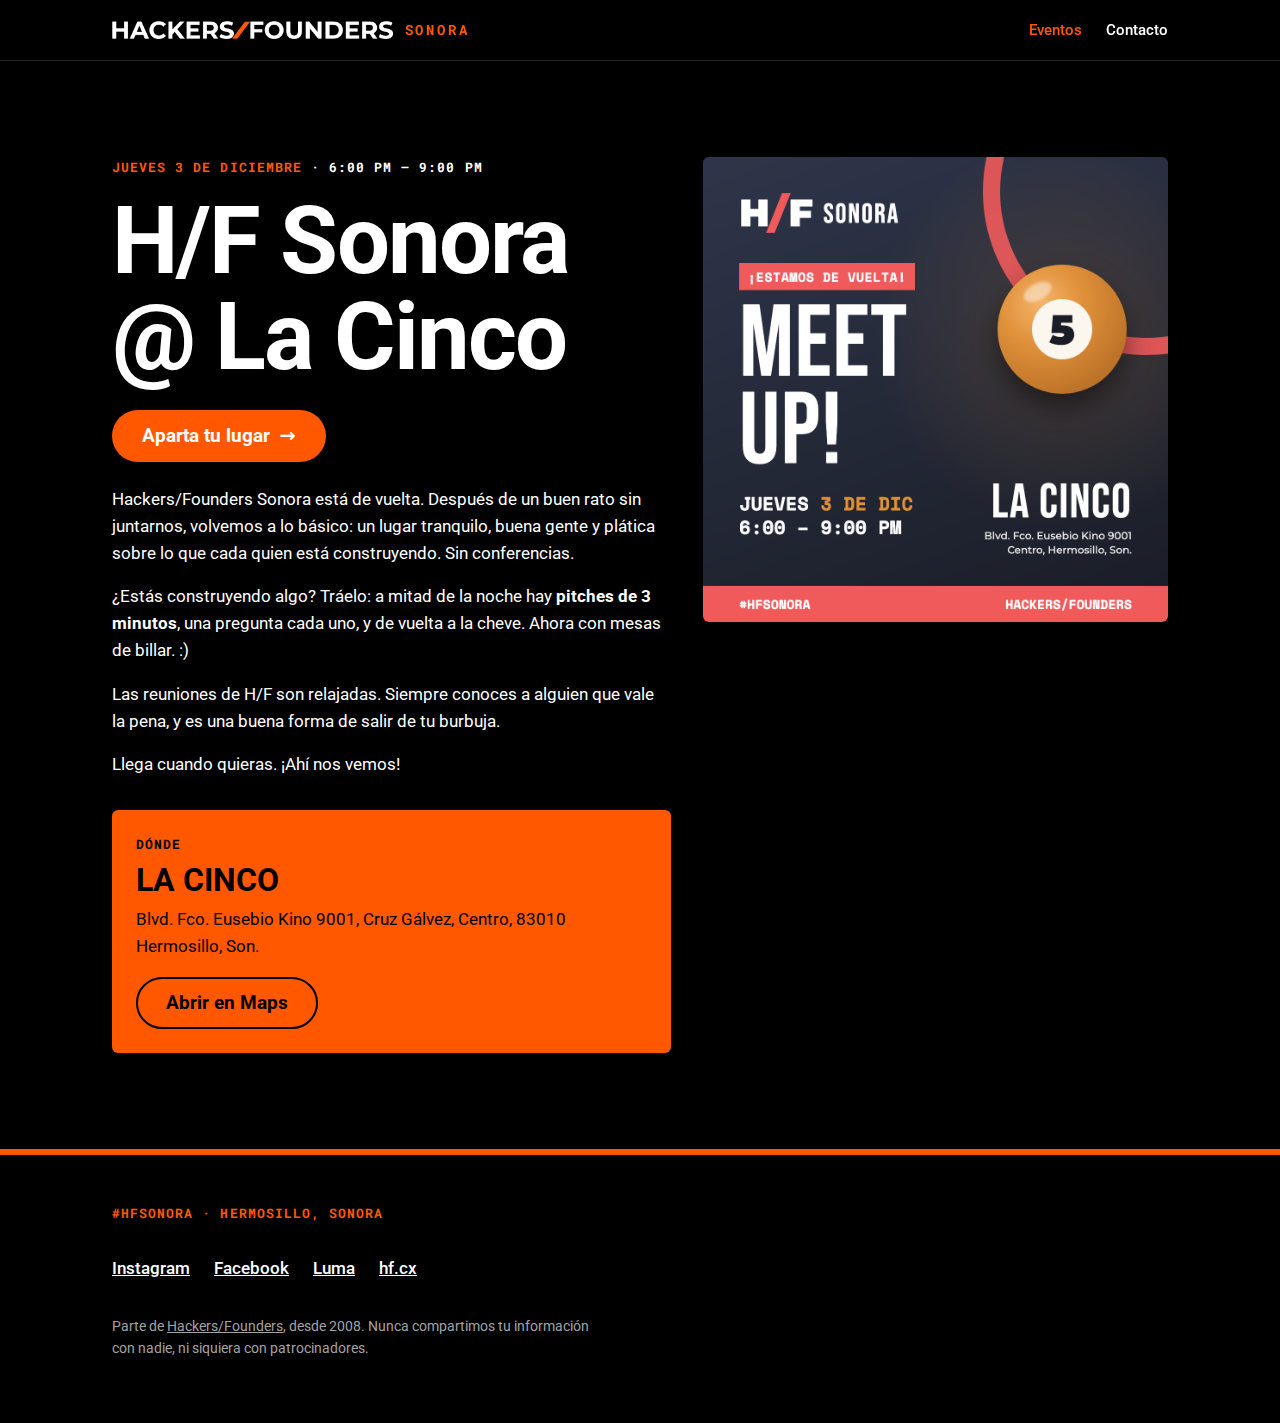 HACKERS/FOUNDERS SONORA
Eventos Contacto
JUEVES 3 DE DICIEMBRE · 6:00 PM – 9:00 PM
H/F Sonora
@ La Cinco
Aparta tu lugar →
Hackers/Founders Sonora está de vuelta. Después de un buen rato sin
juntarnos, volvemos a lo básico: un lugar tranquilo, buena gente y plática
sobre lo que cada quien está construyendo. Sin conferencias.
¿Estás construyendo algo? Tráelo: a mitad de la noche hay pitches de 3
minutos, una pregunta cada uno, y de vuelta a la cheve. Ahora con mesas
de billar. :)
Las reuniones de H/F son relajadas. Siempre conoces a alguien que vale
la pena, y es una buena forma de salir de tu burbuja.
Llega cuando quieras. ¡Ahí nos vemos!
DÓNDE
LA CINCO
Blvd. Fco. Eusebio Kino 9001, Cruz Gálvez, Centro, 83010
Hermosillo, Son.
Abrir en Maps
H/F SONORA
¡ESTAMOS DE VUELTA!
MEET
UP!
5
JUEVES 3 DE DIC
6:00 – 9:00 PM
LA CINCO
Blvd. Fco. Eusebio Kino 9001
Centro, Hermosillo, Son.
#HFSONORA
HACKERS/FOUNDERS
#HFSONORA · HERMOSILLO, SONORA
Instagram Facebook Luma hf.cx
Parte de Hackers/Founders, desde 2008. Nunca compartimos tu información
con nadie, ni siquiera con patrocinadores.